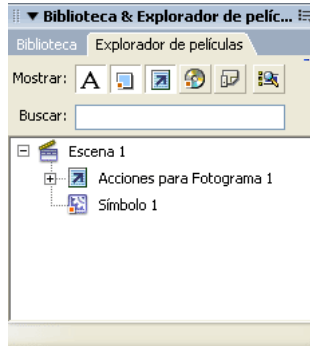 Biblioteca & Explorador de pelíc...
Biblioteca Explorador de películas
Mostrar: A
Buscar:
Escena 1
Acciones para Fotograma 1
Símbolo 1